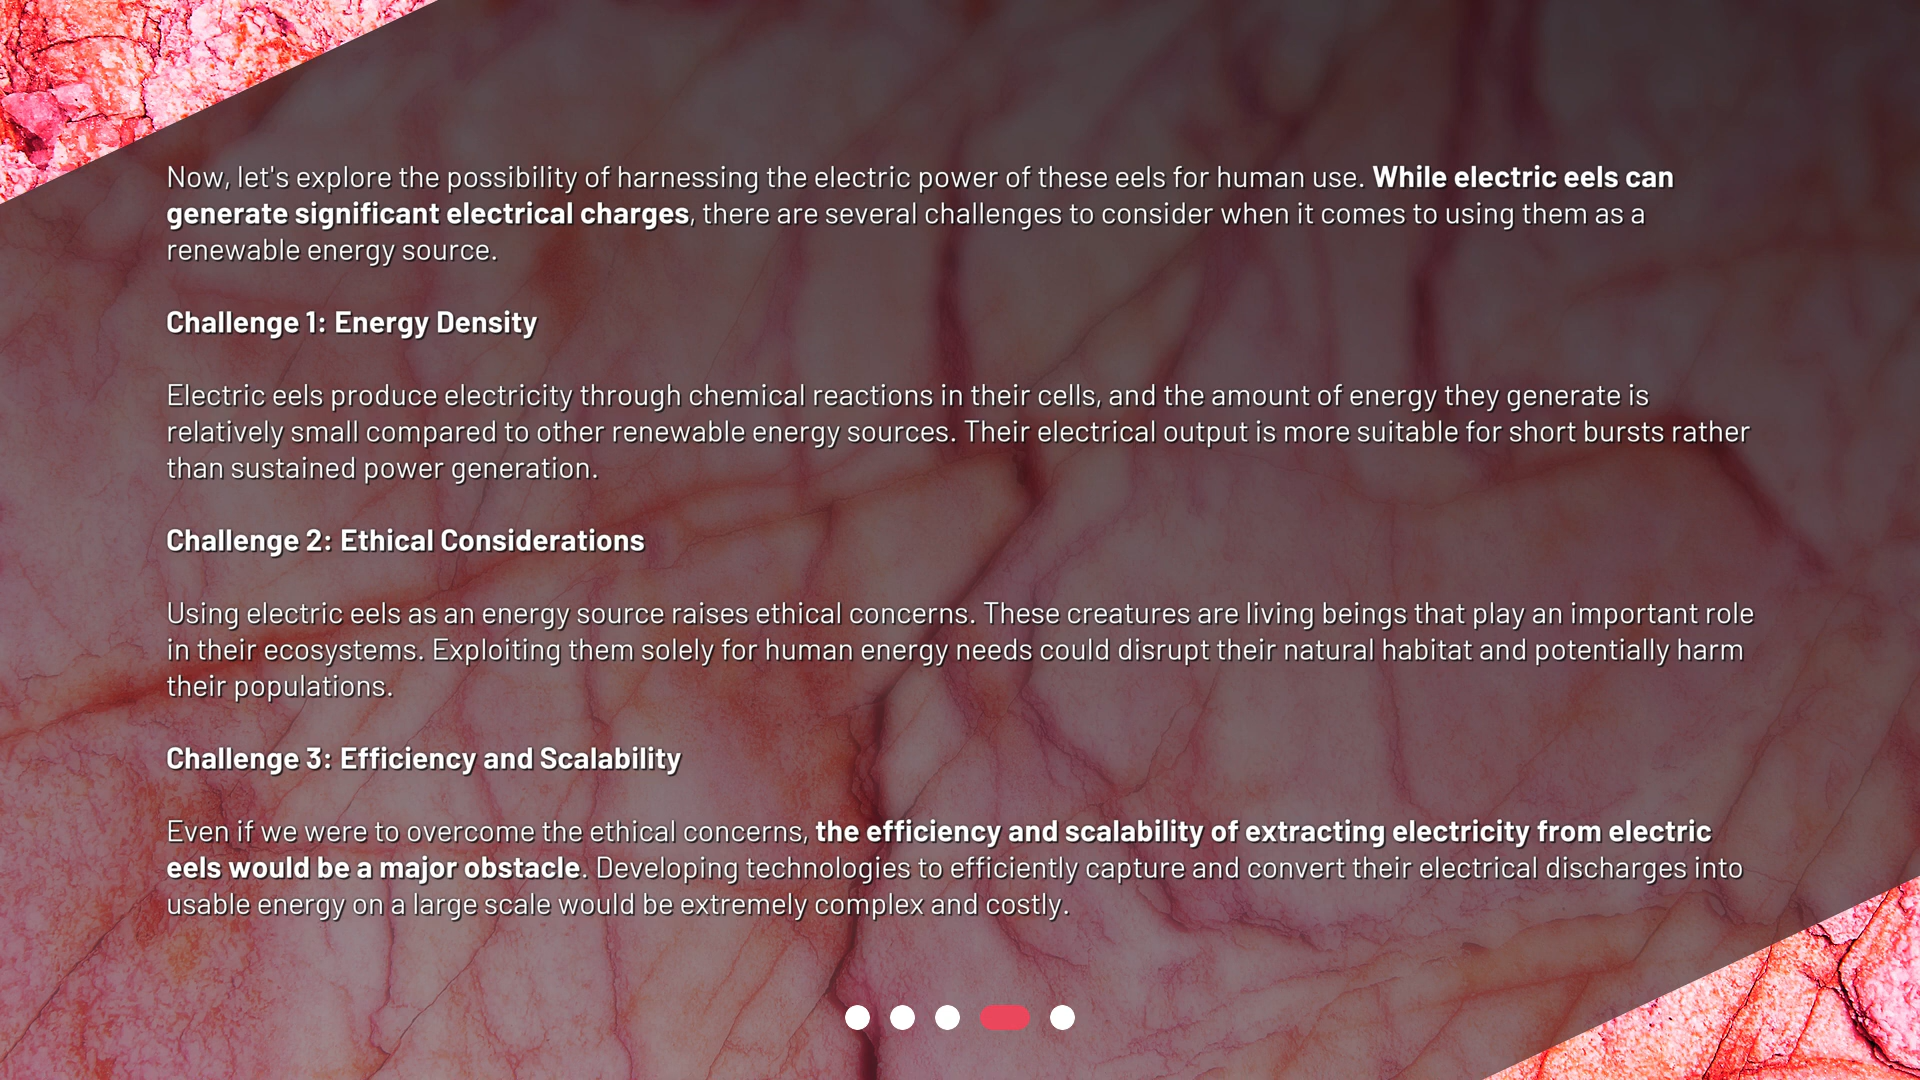 Now, let's explore the possibility of harnessing the electric power of these eels for human use. While electric eels can
generate significant electrical charges, there are several challenges to consider when it comes to using them as a
renewable energy source.
Challenge 1: Energy Density
Electric eels produce electricity through chemical reactions in their cells, and the amount of energy they generate is
relatively small compared to other renewable energy sources. Their electrical output is more suitable for short bursts rather
than sustained power generation.
Challenge 2: Ethical Considerations
Using electric eels as an energy source raises ethical concerns. These creatures are living beings that play an important role
in their ecosystems. Exploiting them solely for human energy needs could disrupt their natural habitat and potentially harm
their populations.
Challenge 3: Efficiency and Scalability
Even if we were to overcome the ethical concerns, the efficiency and scalability of extracting electricity from electric
eels would be a major obstacle. Developing technologies to efficiently capture and convert their electrical discharges into
usable energy on a large scale would be extremely complex and costly.